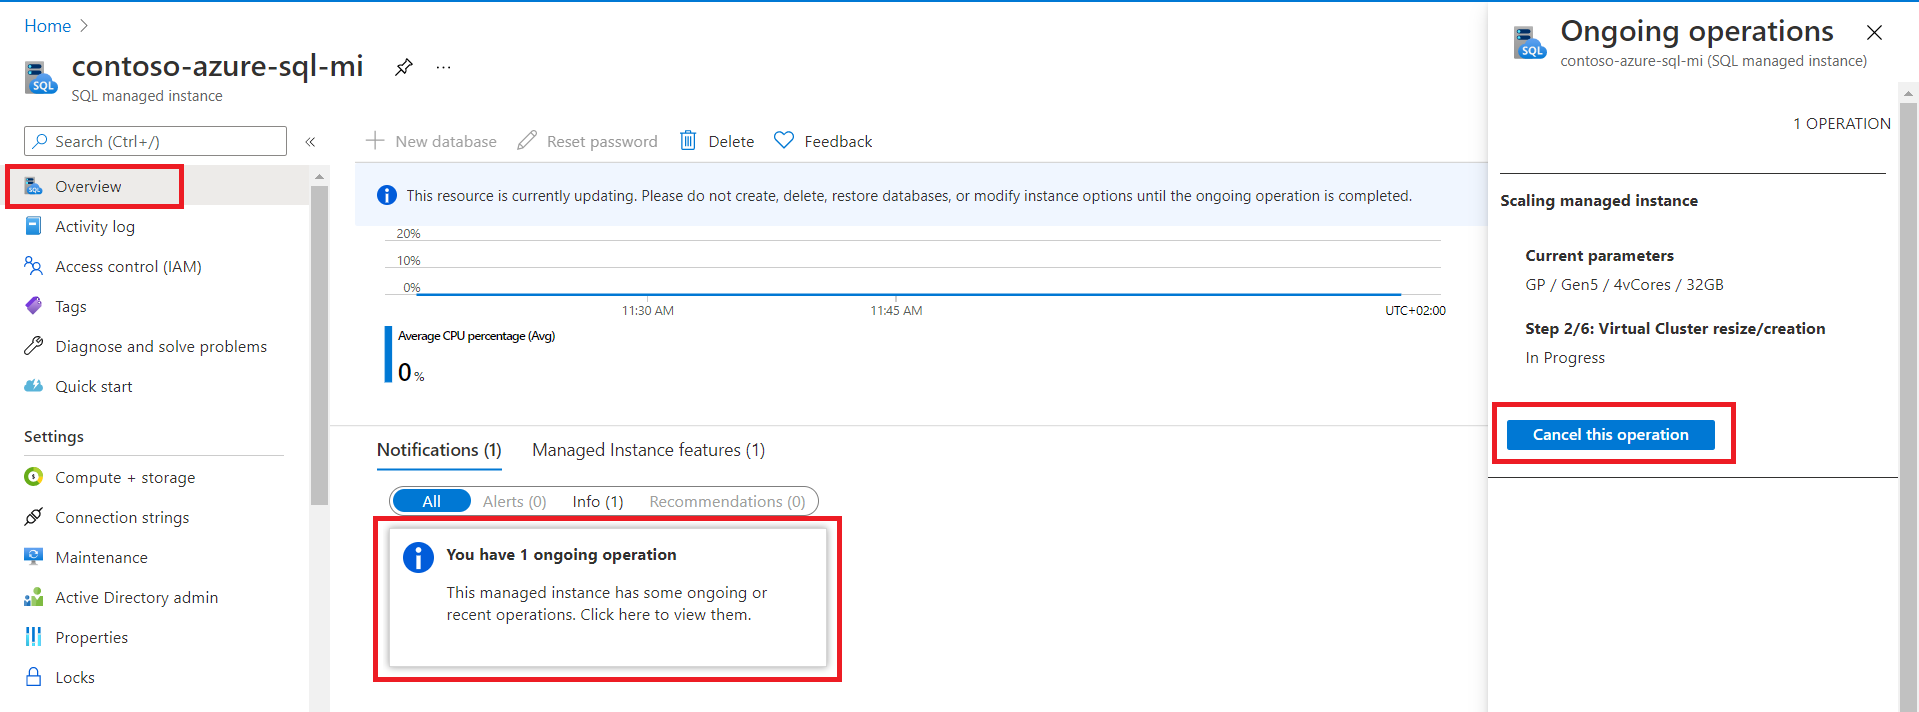 Home
contoso-azure-sql-mi
SQL managed instance
Search (Ctrl+/)
Overview
Activity log
Access control (IAM)
Tags
Diagnose and solve problems
Quick start
Settings
Compute + storage
Connection strings
Maintenance
Active Directory admin
Properties
Locks
New database
Reset password
Delete
Feedback
This resource is currently updating. Please do not create, delete, restore databases, or modify instance options until the ongoing operation is completed.
20%
10%
0%
11:30 AM
11:45 AM
UTC+02:00
Average CPU percentage (Avg)
0 %
Notifications (1)
Managed Instance features (1)
All
Alerts (0)
Info (1)
Recommendations (0)
You have 1 ongoing operation
This managed instance has some ongoing or
recent operations. Click here to view them.
SQL
Ongoing operations
contoso-azure-sql-mi (SQL managed instance)
1 OPERATION
Scaling managed instance
Current parameters
GP / Gen5 / 4vCores / 32GB
Step 2/6: Virtual Cluster resize/creation
In Progress
Cancel this operation